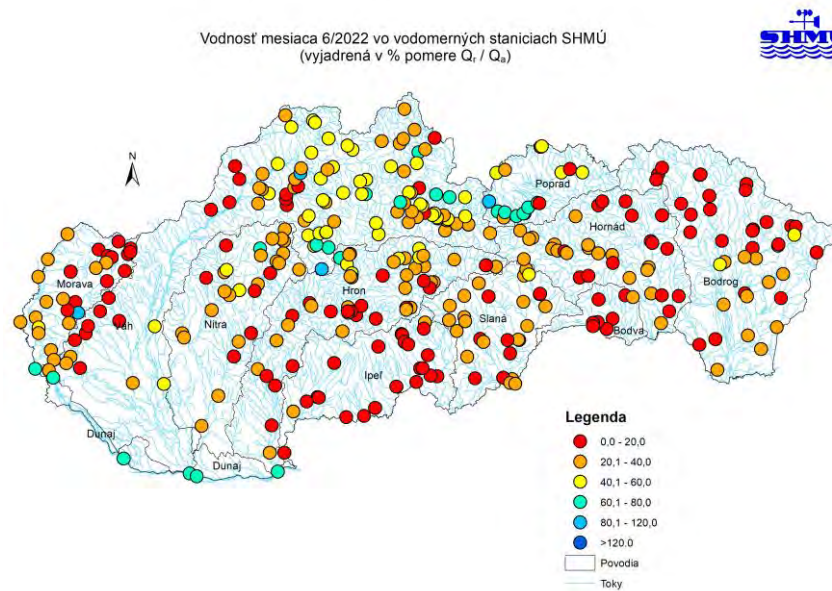 Vodnosť mesiaca 6/2022 vo vodomerných staniciach SHMÚ
(vyjadrená v % pomere Qr / Qa)
SHMÚ
N
Poprad
Hornád
Morava
Bodrog
Hron
Váh
Nitra
Slaná
Bodva
Ipeľ
Dunaj
Dunaj
Legenda
0,0 - 20,0
20,1 - 40,0
40,1 - 60,0
60,1 - 80,0
80,1 - 120,0
>120.0
Povodia
Toky